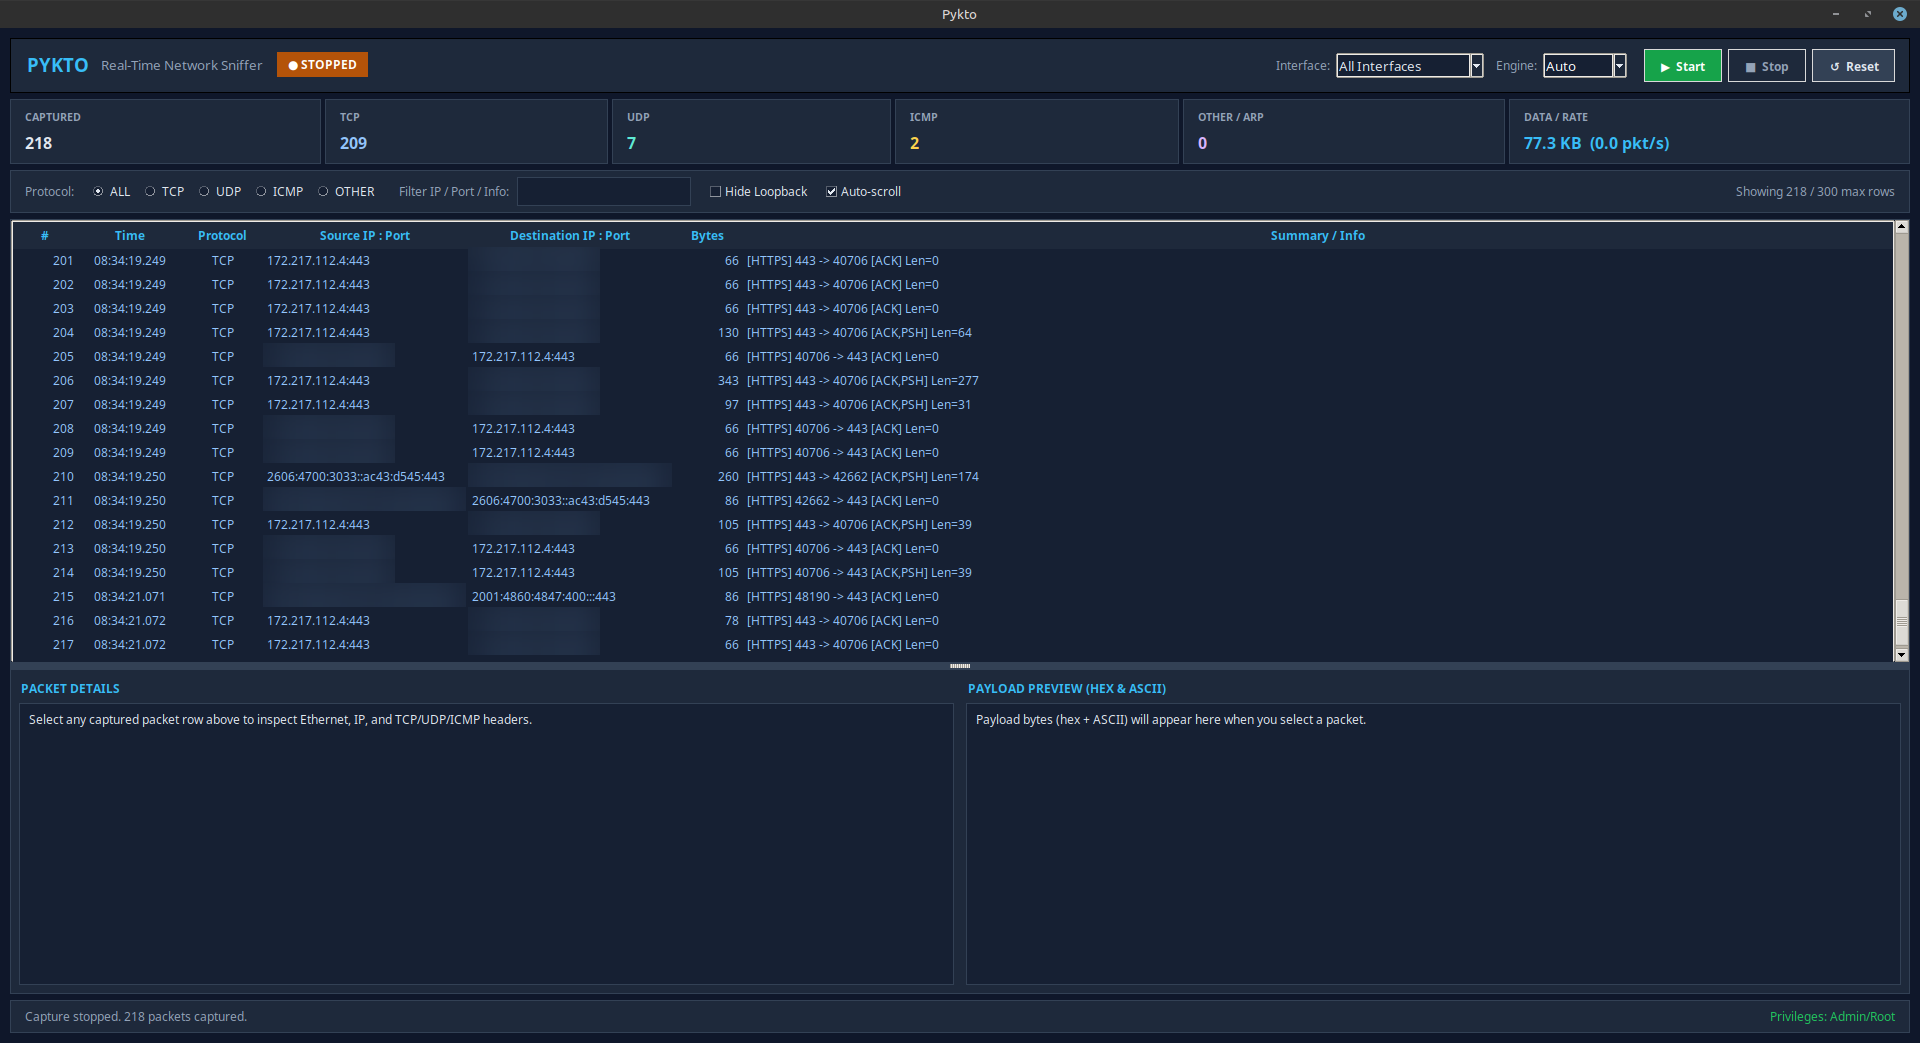 Pykto
PYKTO Real-Time Network Sniffer ● STOPPED Interface: All Interfaces Engine: Auto ▶ Start ■ Stop ↺ Reset
CAPTURED TCP UDP ICMP OTHER / ARP DATA / RATE
218 209 7 2 0 77.3 KB (0.0 pkt/s)
Protocol: ALL TCP UDP ICMP OTHER Filter IP / Port / Info: Hide Loopback Auto-scroll Showing 218 / 300 max rows
# Time Protocol Source IP : Port Destination IP : Port Bytes Summary / Info
201 08:34:19.249 TCP 172.217.112.4:443 66 [HTTPS] 443 -> 40706 [ACK] Len=0
202 08:34:19.249 TCP 172.217.112.4:443 66 [HTTPS] 443 -> 40706 [ACK] Len=0
203 08:34:19.249 TCP 172.217.112.4:443 66 [HTTPS] 443 -> 40706 [ACK] Len=0
204 08:34:19.249 TCP 172.217.112.4:443 130 [HTTPS] 443 -> 40706 [ACK,PSH] Len=64
205 08:34:19.249 TCP 172.217.112.4:443 66 [HTTPS] 40706 -> 443 [ACK] Len=0
206 08:34:19.249 TCP 172.217.112.4:443 343 [HTTPS] 443 -> 40706 [ACK,PSH] Len=277
207 08:34:19.249 TCP 172.217.112.4:443 97 [HTTPS] 443 -> 40706 [ACK,PSH] Len=31
208 08:34:19.249 TCP 172.217.112.4:443 66 [HTTPS] 40706 -> 443 [ACK] Len=0
209 08:34:19.249 TCP 172.217.112.4:443 66 [HTTPS] 40706 -> 443 [ACK] Len=0
210 08:34:19.250 TCP 2606:4700:3033::ac43:d545:443 260 [HTTPS] 443 -> 42662 [ACK,PSH] Len=174
211 08:34:19.250 TCP 2606:4700:3033::ac43:d545:443 86 [HTTPS] 42662 -> 443 [ACK] Len=0
212 08:34:19.250 TCP 172.217.112.4:443 105 [HTTPS] 443 -> 40706 [ACK,PSH] Len=39
213 08:34:19.250 TCP 172.217.112.4:443 66 [HTTPS] 40706 -> 443 [ACK] Len=0
214 08:34:19.250 TCP 172.217.112.4:443 105 [HTTPS] 40706 -> 443 [ACK,PSH] Len=39
215 08:34:21.071 TCP 2001:4860:4847:400:::443 86 [HTTPS] 48190 -> 443 [ACK] Len=0
216 08:34:21.072 TCP 172.217.112.4:443 78 [HTTPS] 443 -> 40706 [ACK] Len=0
217 08:34:21.072 TCP 172.217.112.4:443 66 [HTTPS] 443 -> 40706 [ACK] Len=0
PACKET DETAILS PAYLOAD PREVIEW (HEX & ASCII)
Select any captured packet row above to inspect Ethernet, IP, and TCP/UDP/ICMP headers. Payload bytes (hex + ASCII) will appear here when you select a packet.
Capture stopped. 218 packets captured. Privileges: Admin/Root